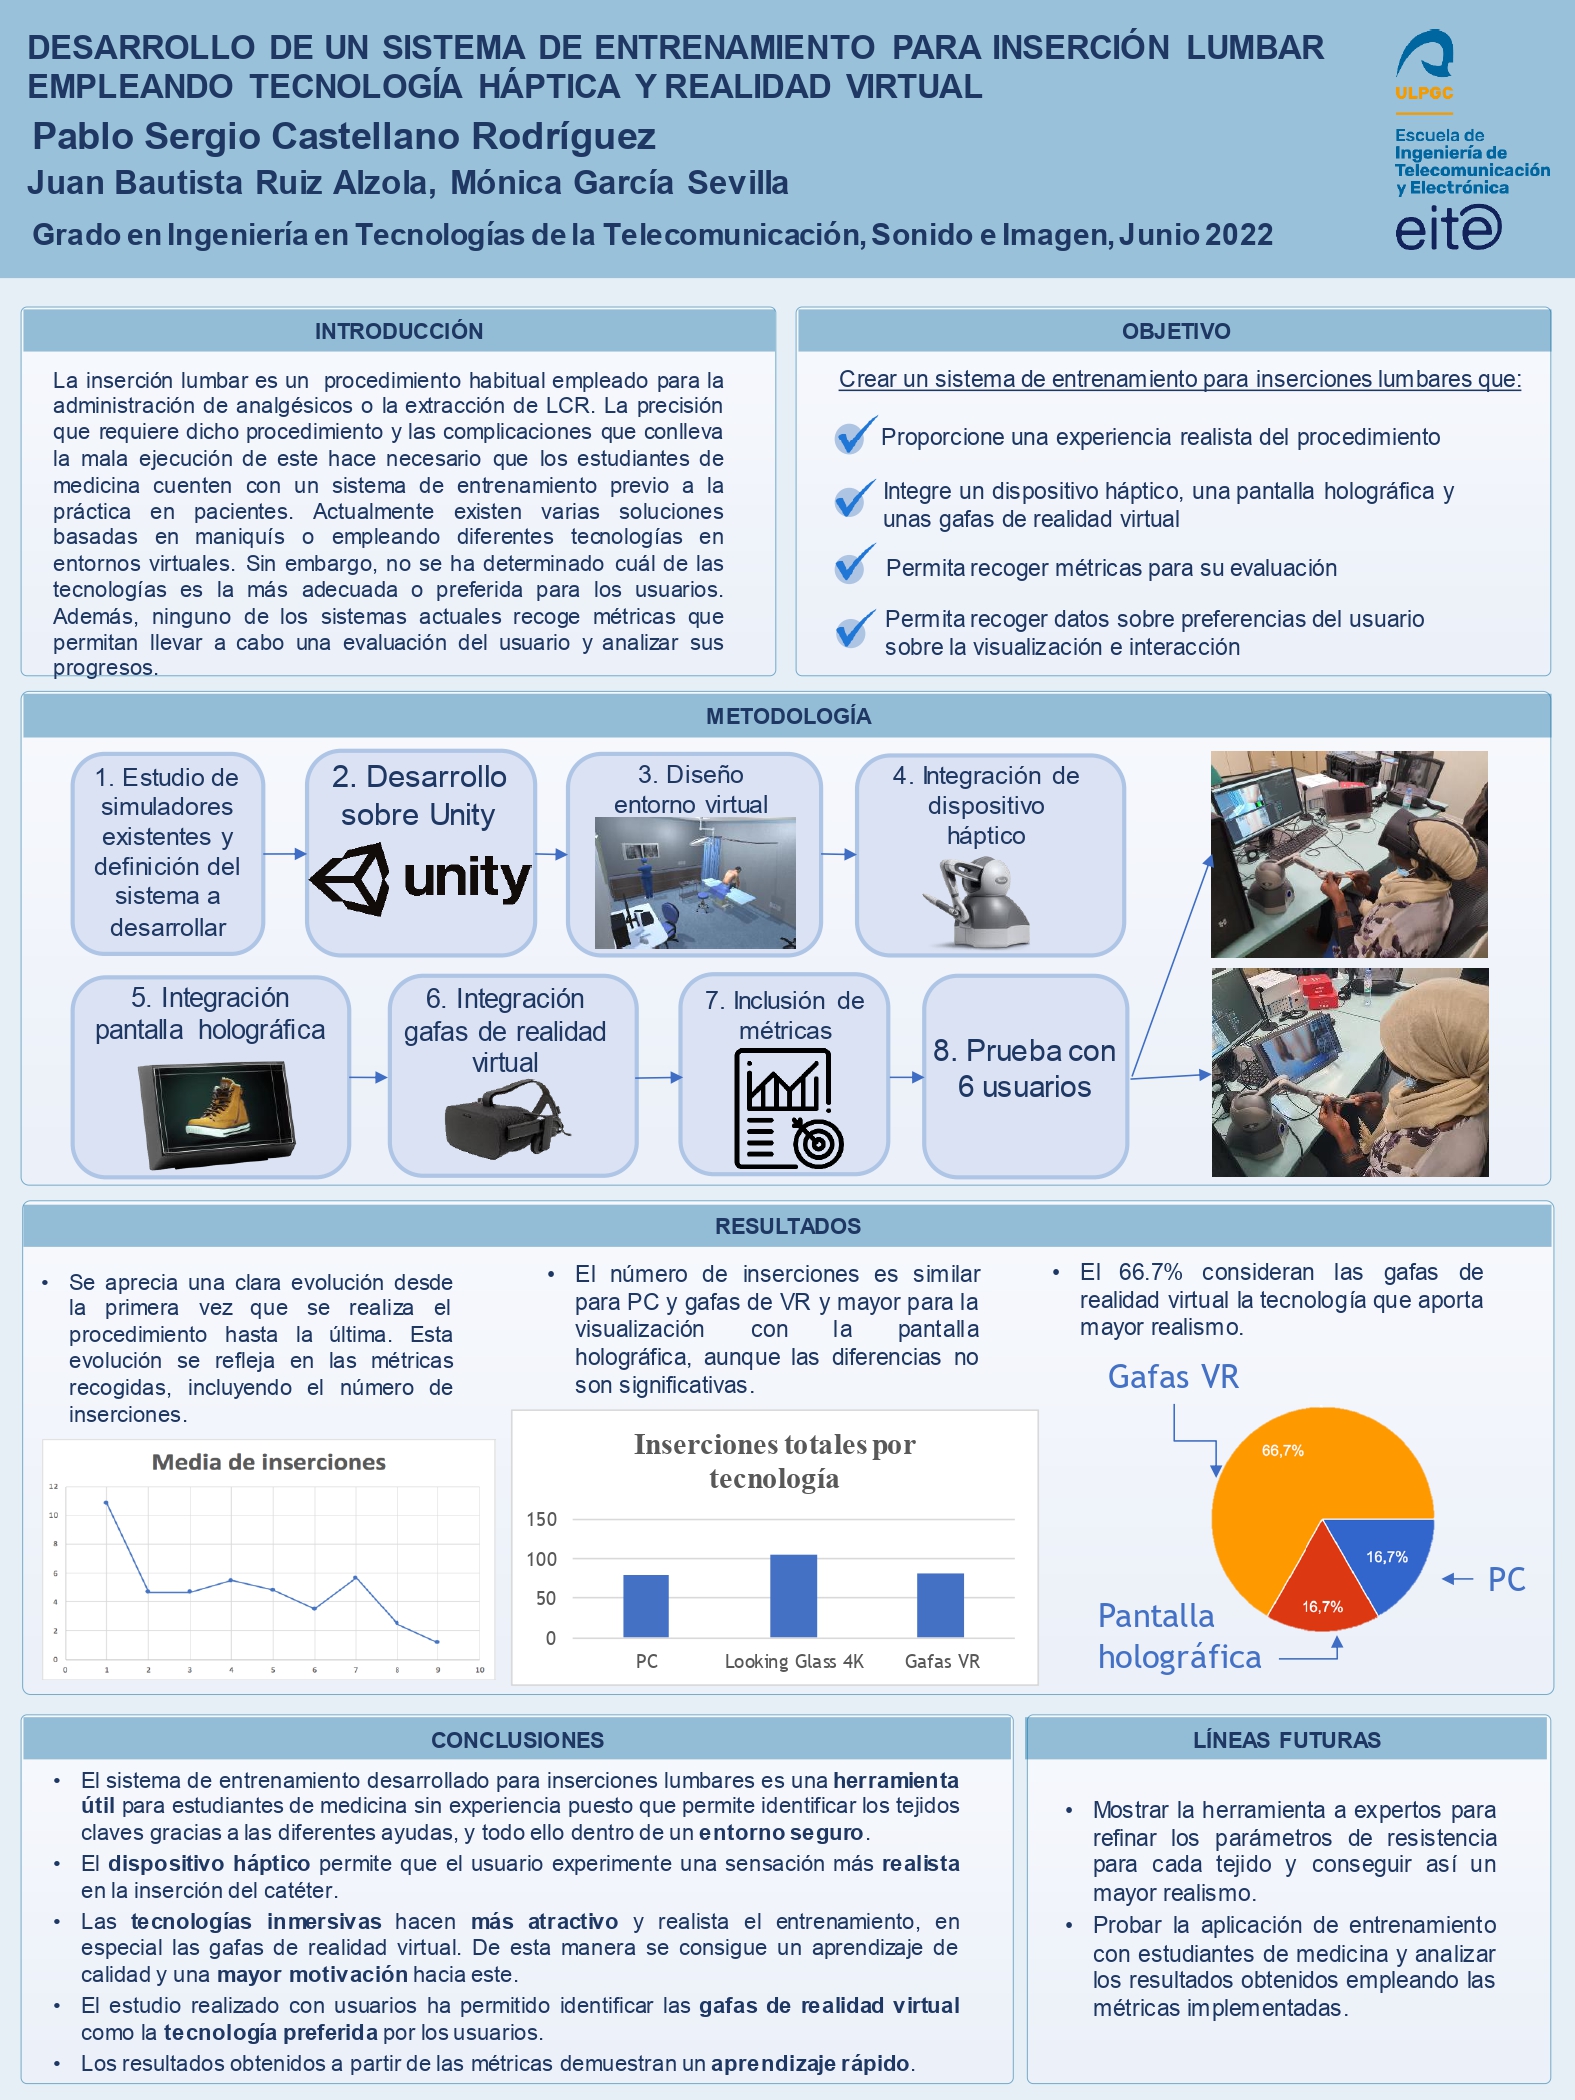 DESARROLLO DE UN SISTEMA DE ENTRENAMIENTO PARA INSERCIÓN LUMBAR
EMPLEANDO TECNOLOGÍA HÁPTICA Y REALIDAD VIRTUAL
Pablo Sergio Castellano Rodríguez
Juan Bautista Ruiz Alzola, Mónica García Sevilla
Grado en Ingeniería en Tecnologías de la Telecomunicación, Sonido e Imagen, Junio 2022
ULPGC
Escuela de
Ingeniería de
Telecomunicación
y Electrónica
eite
INTRODUCCIÓN
La inserción lumbar es un procedimiento habitual empleado para la
administración de analgésicos o la extracción de LCR. La precisión
que requiere dicho procedimiento y las complicaciones que conlleva
la mala ejecución de este hace necesario que los estudiantes de
medicina cuenten con un sistema de entrenamiento previo a la
práctica en pacientes. Actualmente existen varias soluciones
basadas en maniquís o empleando diferentes tecnologías en
entornos virtuales. Sin embargo, no se ha determinado cuál de las
tecnologías es la más adecuada o preferida para los usuarios.
Además, ninguno de los sistemas actuales recoge métricas que
permitan llevar a cabo una evaluación del usuario y analizar sus
progresos.
OBJETIVO
Crear un sistema de entrenamiento para inserciones lumbares que:
Proporcione una experiencia realista del procedimiento
Integre un dispositivo háptico, una pantalla holográfica y
unas gafas de realidad virtual
Permita recoger métricas para su evaluación
Permita recoger datos sobre preferencias del usuario
sobre la visualización e interacción
METODOLOGÍA
1. Estudio de
simuladores
existentes y
definición del
sistema a
desarrollar
2. Desarrollo
sobre Unity
unity
3. Diseño
entorno virtual
4. Integración de
dispositivo
háptico
5. Integración
pantalla holográfica
6. Integración
gafas de realidad
virtual
7. Inclusión de
métricas
8. Prueba con
6 usuarios
RESULTADOS
• Se aprecia una clara evolución desde
la primera vez que se realiza el
procedimiento hasta la última. Esta
evolución se refleja en las métricas
recogidas, incluyendo el número de
inserciones.
Media de inserciones
12
10
8
6
4
2
0
0 1 2 3 4 5 6 7 8 9 10
• El número de inserciones es similar
para PC y gafas de VR y mayor para la
visualización con la pantalla
holográfica, aunque las diferencias no
son significativas.
Inserciones totales por
tecnología
150
100
50
0
PC Looking Glass 4K Gafas VR
• El 66.7% consideran las gafas de
realidad virtual la tecnología que aporta
mayor realismo.
Gafas VR
66,7%
16,7%
PC
16,7%
Pantalla
holográfica
CONCLUSIONES
• El sistema de entrenamiento desarrollado para inserciones lumbares es una herramienta
útil para estudiantes de medicina sin experiencia puesto que permite identificar los tejidos
claves gracias a las diferentes ayudas, y todo ello dentro de un entorno seguro.
• El dispositivo háptico permite que el usuario experimente una sensación más realista
en la inserción del catéter.
• Las tecnologías inmersivas hacen más atractivo y realista el entrenamiento, en
especial las gafas de realidad virtual. De esta manera se consigue un aprendizaje de
calidad y una mayor motivación hacia este.
• El estudio realizado con usuarios ha permitido identificar las gafas de realidad virtual
como la tecnología preferida por los usuarios.
• Los resultados obtenidos a partir de las métricas demuestran un aprendizaje rápido.
LÍNEAS FUTURAS
• Mostrar la herramienta a expertos para
refinar los parámetros de resistencia
para cada tejido y conseguir así un
mayor realismo.
• Probar la aplicación de entrenamiento
con estudiantes de medicina y analizar
los resultados obtenidos empleando las
métricas implementadas.